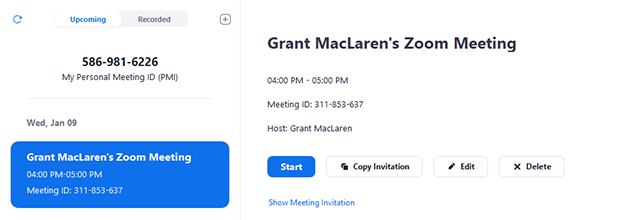 Upcoming
Recorded
586-981-6226
My Personal Meeting ID (PMI)
Wed, Jan 09
Grant MacLaren's Zoom Meeting
04:00 PM-05:00 PM
Meeting ID: 311-853-637
Grant MacLaren's Zoom Meeting
04:00 PM - 05:00 PM
Meeting ID: 311-853-637
Host: Grant MacLaren
Start
Copy Invitation
Edit
Delete
Show Meeting Invitation